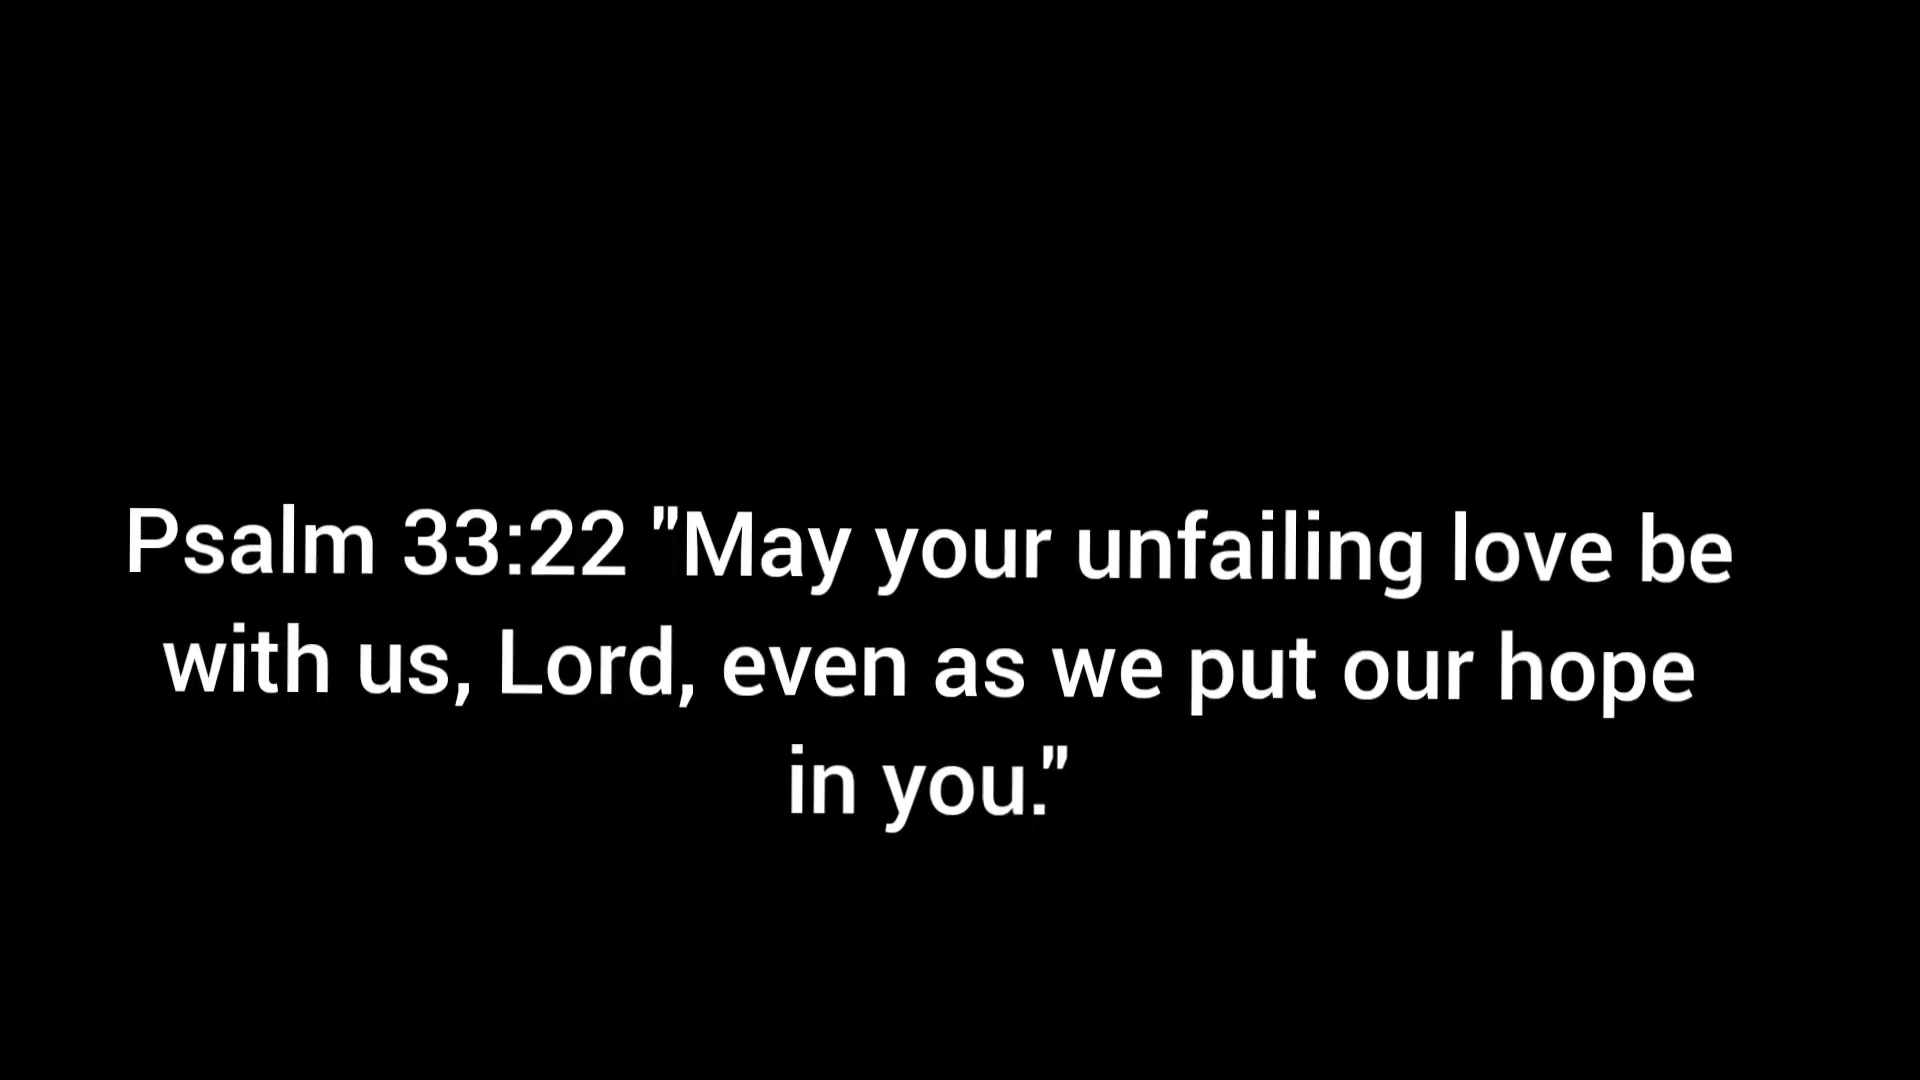 Psalm 33:22 "May your unfailing love be
with us, Lord, even as we put our hope
in you."